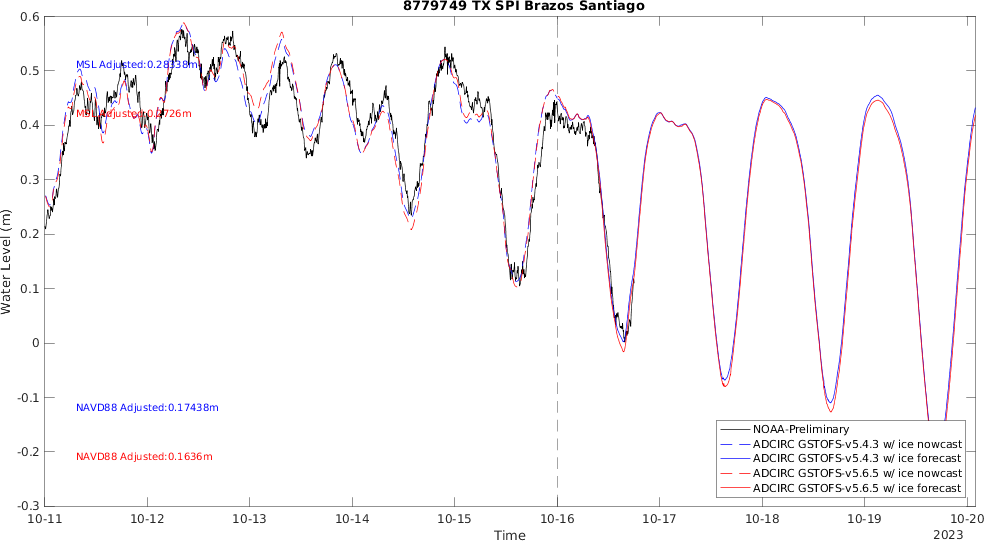 8779749 TX SPI Brazos Santiago
0.6
0.5
0.4
0.3
0.2
0.1
0
-0.1
-0.2
-0.3
Water Level (m)
MSL Adjusted:0.28338m
MSL Adjusted:0.2726m
NAVD88 Adjusted:0.17438m
NAVD88 Adjusted:0.1636m
NOAA-Preliminary
ADCIRC GSTOFS-v5.4.3 w/ ice nowcast
ADCIRC GSTOFS-v5.4.3 w/ ice forecast
ADCIRC GSTOFS-v5.6.5 w/ ice nowcast
ADCIRC GSTOFS-v5.6.5 w/ ice forecast
10-11 10-12 10-13 10-14 10-15 10-16 10-17 10-18 10-19 10-20
Time 2023